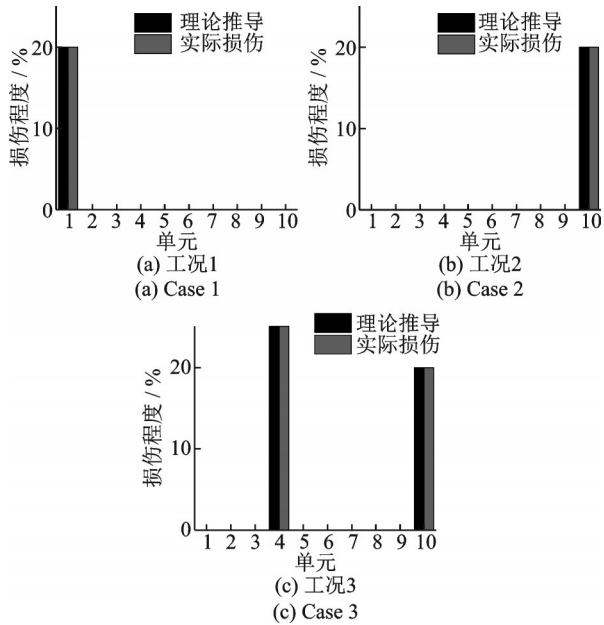 理论推导
实际损伤
损伤程度 / %
20
10
0
1 2 3 4 5 6 7 8 9 10
单元
(a) 工况1
(a) Case 1
理论推导
实际损伤
损伤程度 / %
20
10
0
1 2 3 4 5 6 7 8 9 10
单元
(b) 工况2
(b) Case 2
理论推导
实际损伤
损伤程度 / %
20
10
0
1 2 3 4 5 6 7 8 9 10
单元
(c) 工况3
(c) Case 3